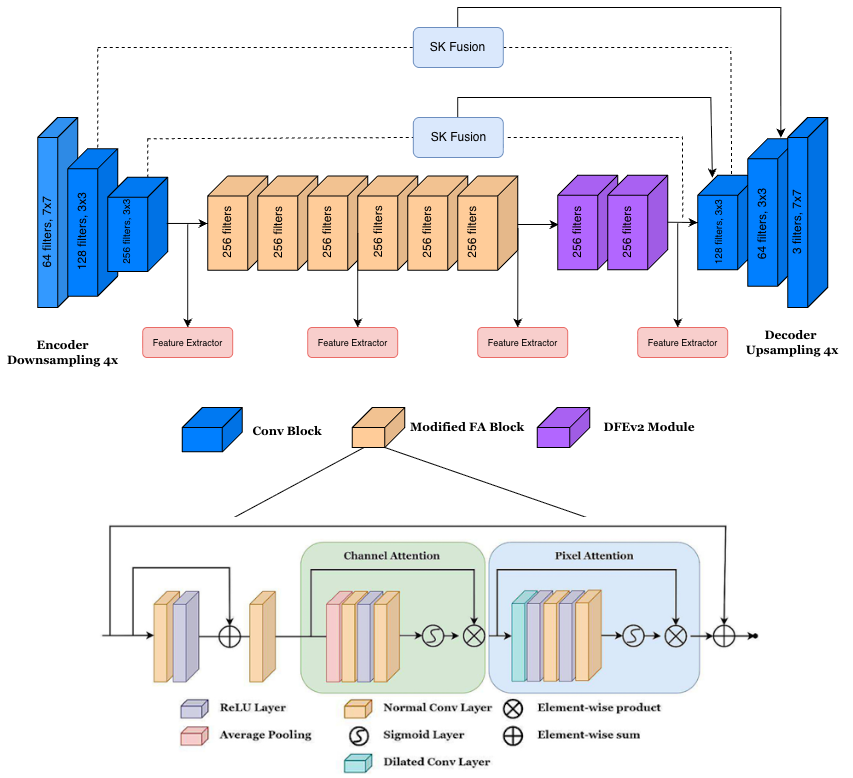 SK Fusion
SK Fusion
64 filters, 7x7
128 filters, 3x3
256 filters, 3x3
256 filters
256 filters
256 filters
256 filters
256 filters
256 filters
256 filters
256 filters
128 filters, 3x3
64 filters, 3x3
3 filters, 7x7
Encoder
Downsampling 4x
Feature Extractor
Feature Extractor
Feature Extractor
Feature Extractor
Decoder
Upsampling 4x
Conv Block
Modified FA Block
DFEv2 Module
Channel Attention
Pixel Attention
ReLU Layer
Normal Conv Layer
Element-wise product
Average Pooling
Sigmoid Layer
Element-wise sum
Dilated Conv Layer